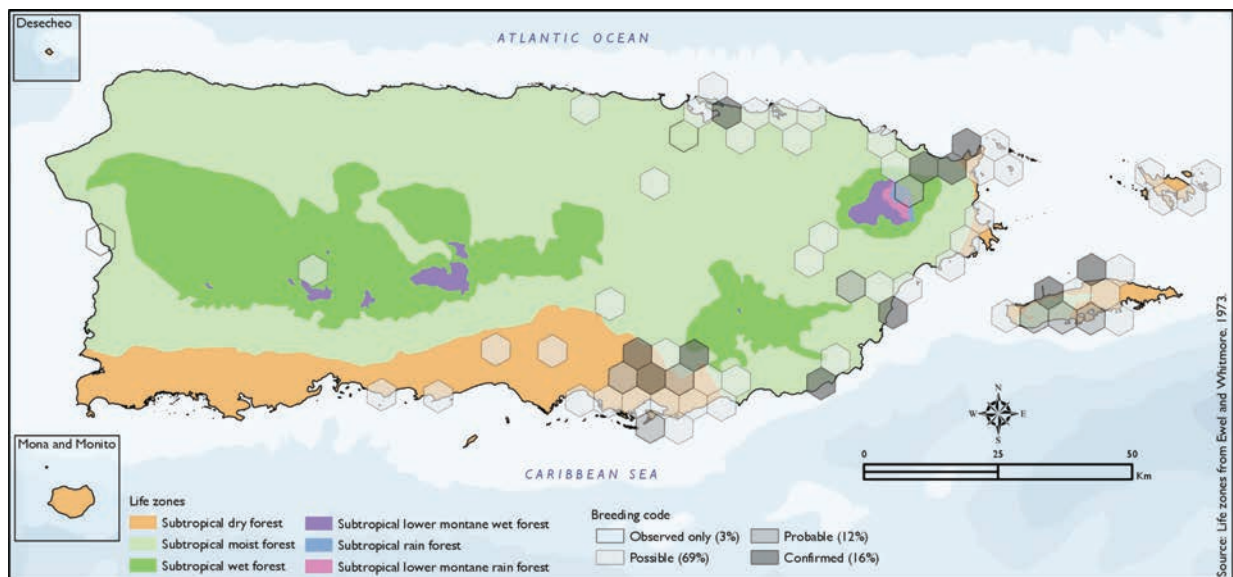 Desecheo
ATLANTIC OCEAN
N
W E
S
Mona and Monito
CARIBBEAN SEA
0 25 50
Km
Life zones
Subtropical dry forest
Subtropical moist forest
Subtropical wet forest
Subtropical lower montane wet forest
Subtropical rain forest
Subtropical lower montane rain forest
Breeding code
Observed only (3%)
Possible (69%)
Probable (12%)
Confirmed (16%)
Source: Life zones from Ewel and Whitmore, 1973.